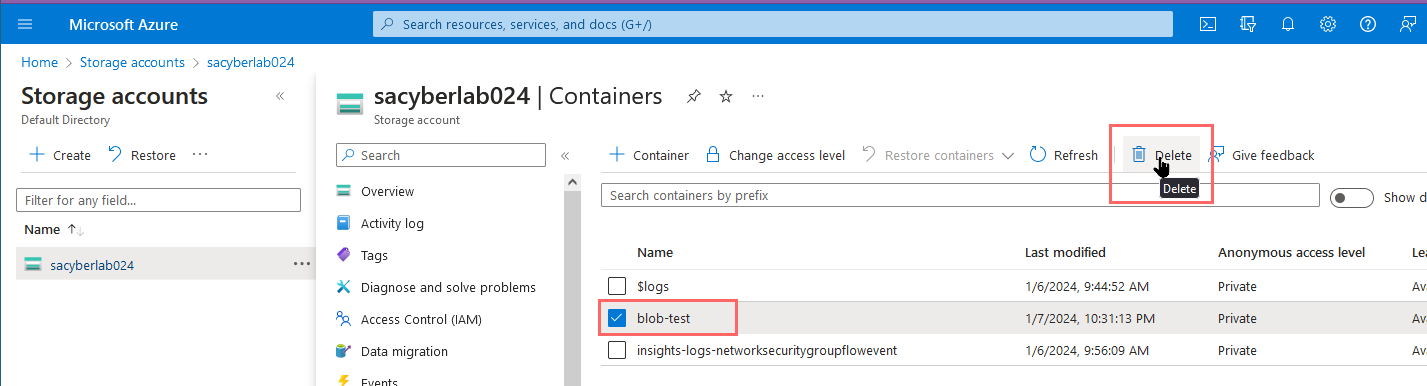 Microsoft Azure
Search resources, services, and docs (G+/)
Home > Storage accounts > sacyberlab024
Storage accounts
Default Directory
Create Restore
Filter for any field...
Name
sacyberlab024
sacyberlab024 | Containers
Storage account
Search
Overview
Activity log
Tags
Diagnose and solve problems
Access Control (IAM)
Data migration
Events
Container Change access level Restore containers Refresh Delete Give feedback
Delete
Search containers by prefix
Show d
Name Last modified Anonymous access level Lea
$logs 1/6/2024, 9:44:52 AM Private Ava
blob-test 1/7/2024, 10:31:13 PM Private Ava
insights-logs-networksecuritygroupflowevent 1/6/2024, 9:56:09 AM Private Ava